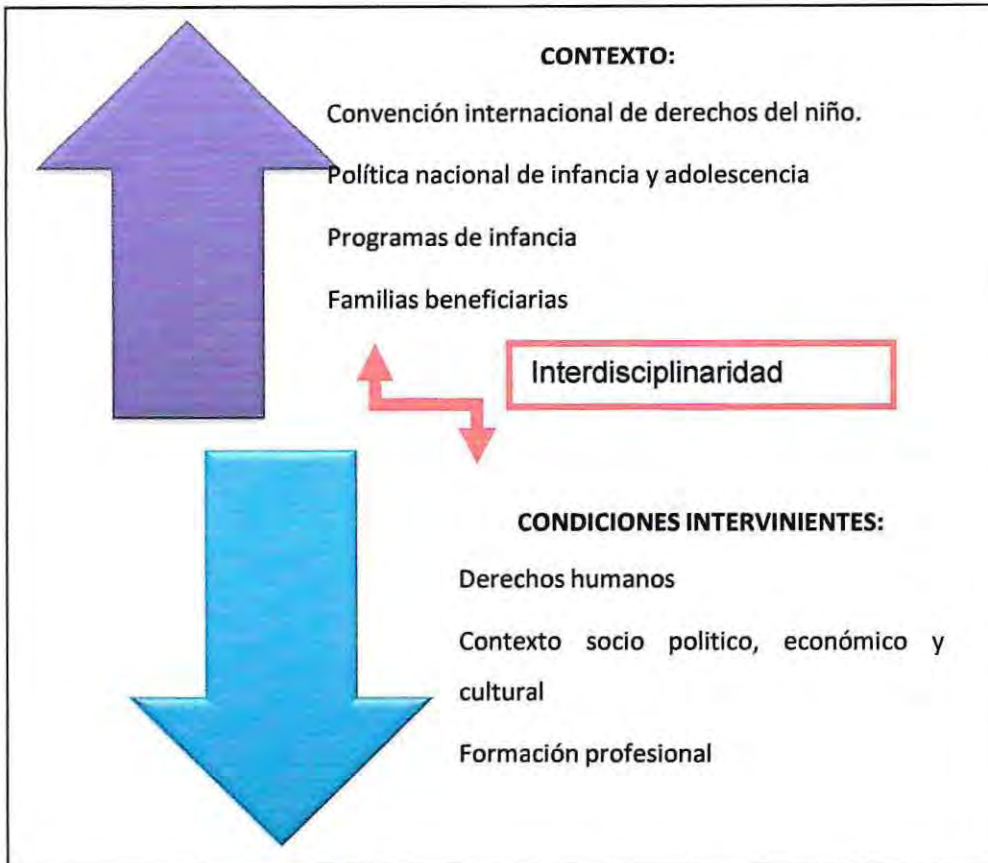 CONTEXTO:
Convención internacional de derechos del niño.
Política nacional de infancia y adolescencia
Programas de infancia
Familias beneficiarias
Interdisciplinaridad
CONDICIONES INTERVINIENTES:
Derechos humanos
Contexto socio politico, económico y
cultural
Formación profesional